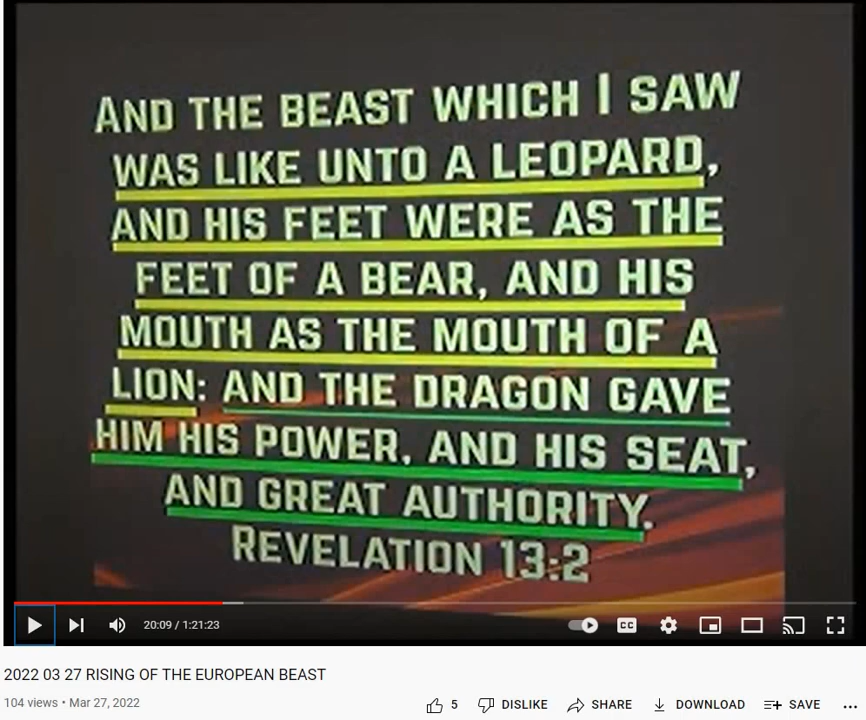 AND THE BEAST WHICH I SAW
WAS LIKE UNTO A LEOPARD,
AND HIS FEET WERE AS THE
FEET OF A BEAR, AND HIS
MOUTH AS THE MOUTH OF A
LION: AND THE DRAGON GAVE
HIM HIS POWER, AND HIS SEAT,
AND GREAT AUTHORITY.
REVELATION 13:2
20:09 / 1:21:23
CC
2022 03 27 RISING OF THE EUROPEAN BEAST
104 views • Mar 27, 2022
5 DISLIKE SHARE DOWNLOAD SAVE